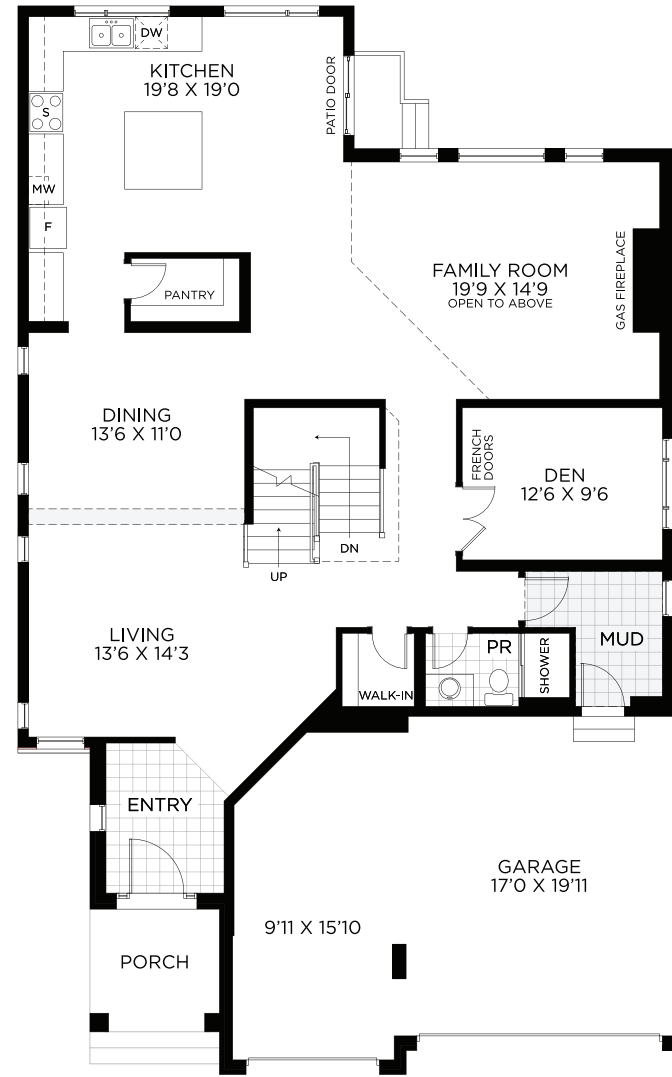 DW
KITCHEN
19'8 X 19'0
PATIO DOOR
S
MW
F
PANTRY
FAMILY ROOM
19'9 X 14'9
OPEN TO ABOVE
GAS FIREPLACE
DINING
13'6 X 11'0
FRENCH
DOORS
DEN
12'6 X 9'6
DN
UP
LIVING
13'6 X 14'3
WALK-IN
PR
SHOWER
MUD
ENTRY
GARAGE
17'0 X 19'11
9'11 X 15'10
PORCH